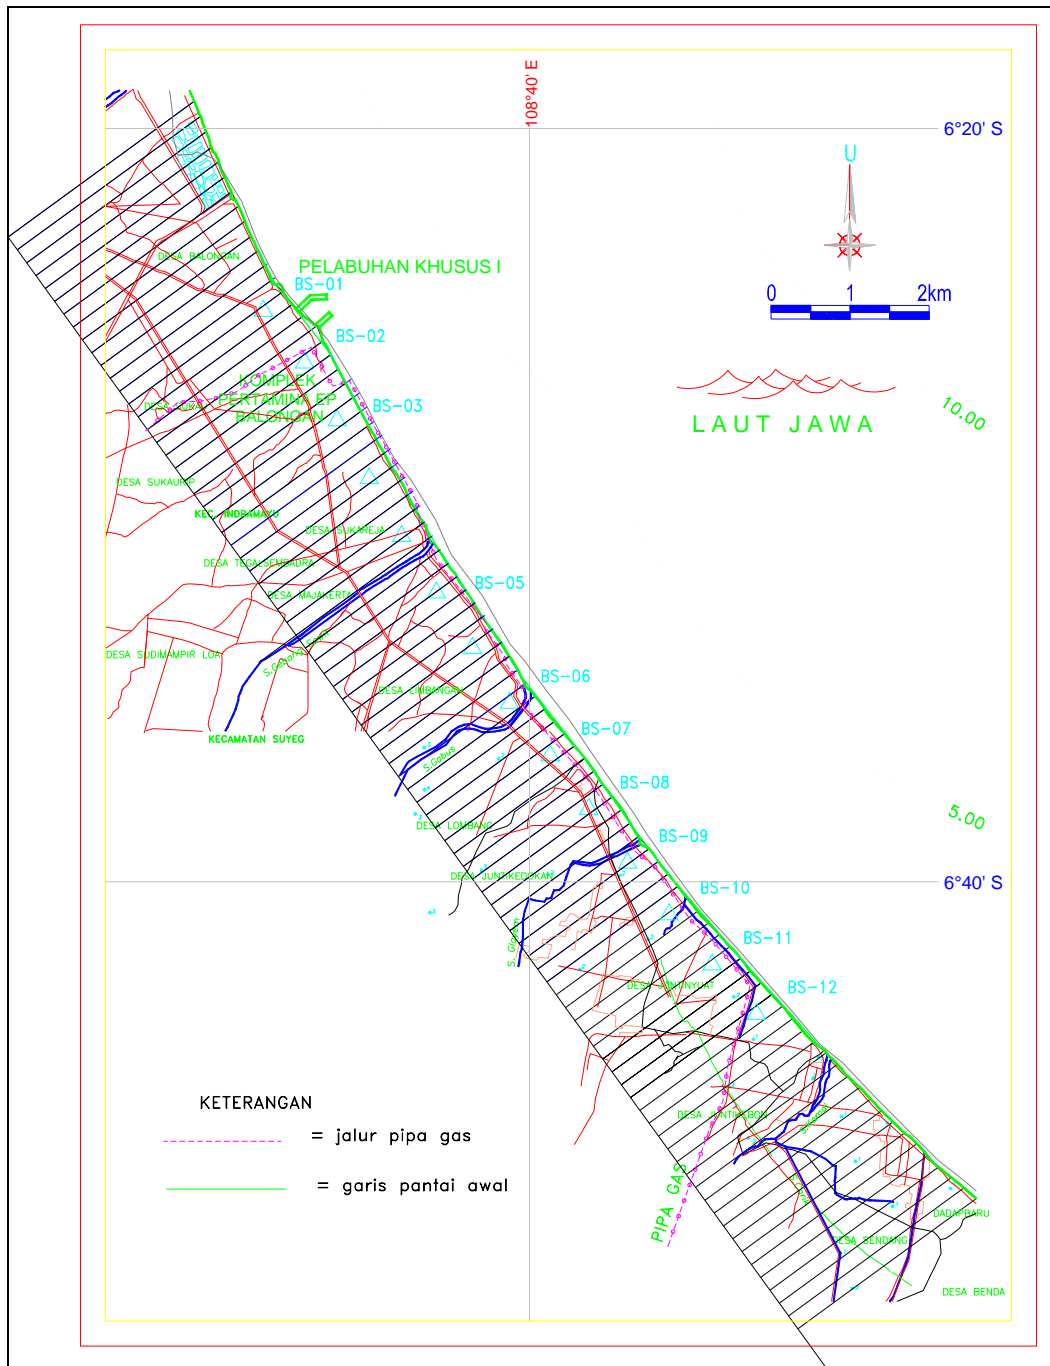 108°40' E
6°20' S
U
DESA BALONGAN
PELABUHAN KHUSUS I
BS-01
0 1 2km
BS-02
KOMPLEK
PERTAMINA EP
BALONGAN
BS-03
10.00
LAUT JAWA
DESA SUKAURIP
KEC. INDRAMAYU
DESA SUKAREJA
DESA TEGALSEMBADRA
BS-05
DESA MAJAKERTA
DESA SUDIMAMPIR LOA
BS-06
DESA LIMBANGAN
KECAMATAN SUYEG
BS-07
S.Gabus
BS-08
5.00
DESA LOMBANG
BS-09
DESA JUNTIKEDOKAN
6°40' S
BS-10
BS-11
DESA JUNTINYUAT
BS-12
KETERANGAN
DESA JUNTIKEBON
= jalur pipa gas
= garis pantai awal
PIPA GAS
DADAPBARU
DESA SENDANG
DESA BENDA